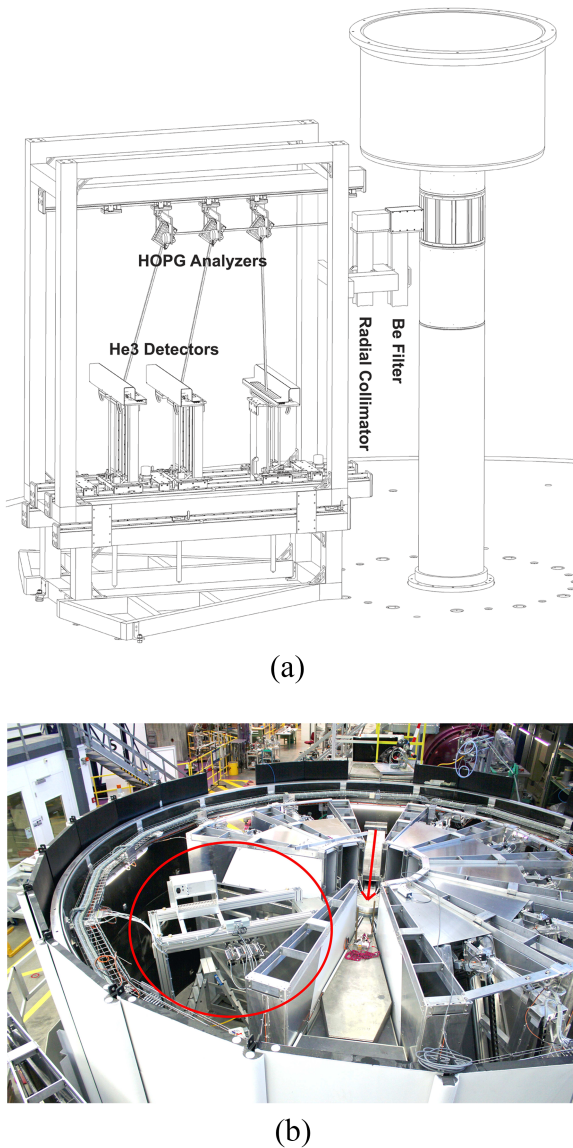 HOPG Analyzers
He3 Detectors
Radial Collimator
Be Filter
(a)
(b)